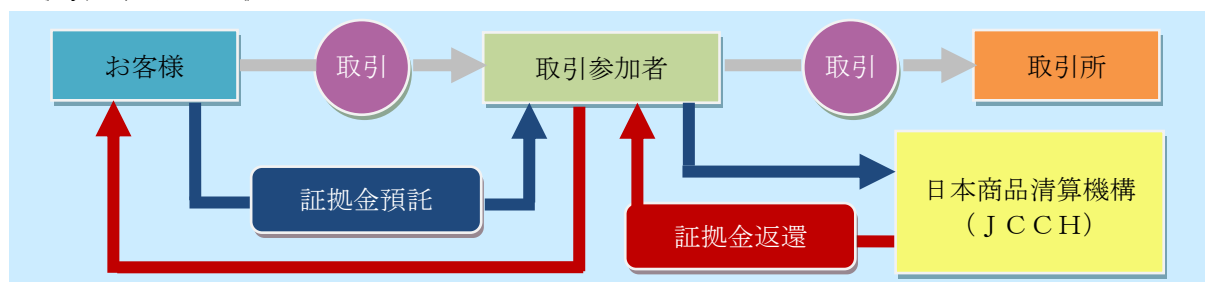 お客様
取引
取引参加者
取引
取引所
証拠金預託
証拠金返還
日本商品清算機構
（ＪＣＣＨ）